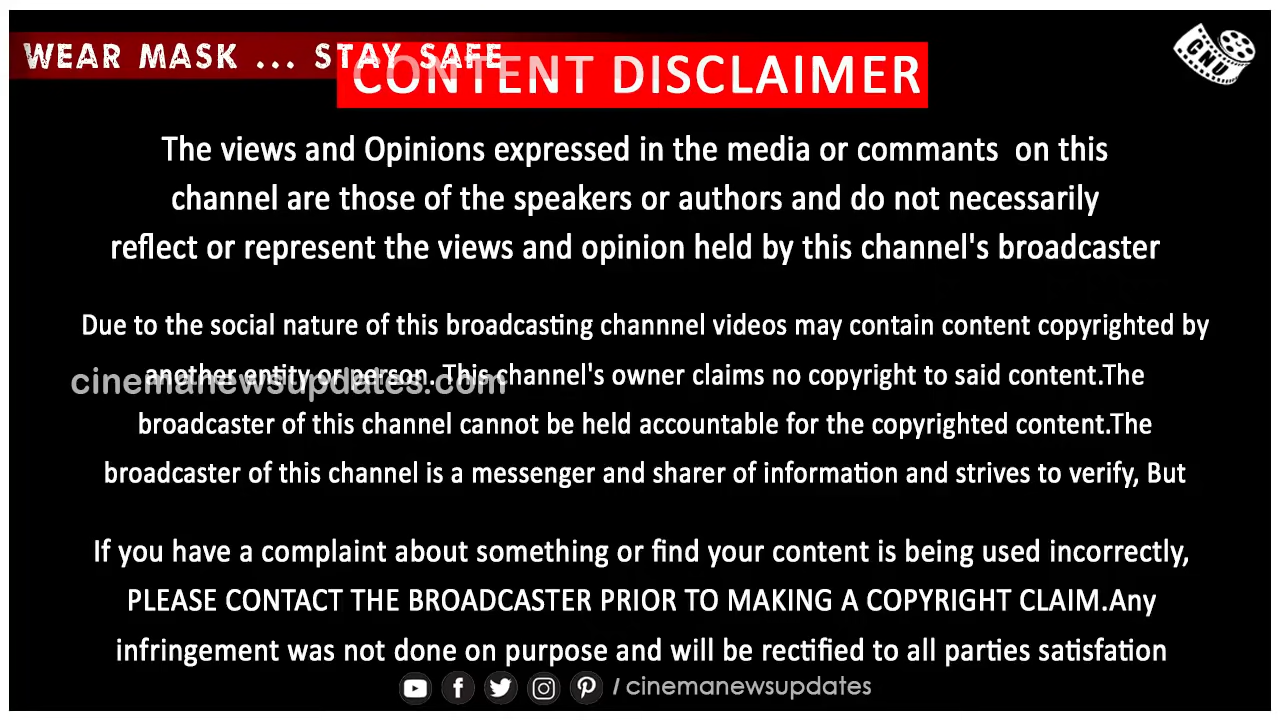 WEAR MASK ... STAY SAFE
CONTENT DISCLAIMER
CNU
The views and Opinions expressed in the media or commants on this
channel are those of the speakers or authors and do not necessarily
reflect or represent the views and opinion held by this channel's broadcaster
Due to the social nature of this broadcasting channnel videos may contain content copyrighted by
another entity or person. This channel's owner claims no copyright to said content.The
cinemanewsupdates.com
broadcaster of this channel cannot be held accountable for the copyrighted content.The
broadcaster of this channel is a messenger and sharer of information and strives to verify, But
If you have a complaint about something or find your content is being used incorrectly,
PLEASE CONTACT THE BROADCASTER PRIOR TO MAKING A COPYRIGHT CLAIM.Any
infringement was not done on purpose and will be rectified to all parties satisfation
/ cinemanewsupdates